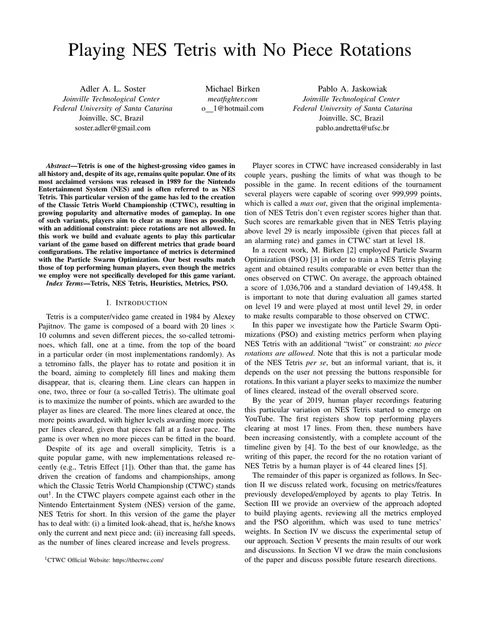 Playing NES Tetris with No Piece Rotations
Adler A. L. Soster
Joinville Technological Center
Federal University of Santa Catarina
Joinville, SC, Brazil
soster.adler@gmail.com
Michael Birken
meatfighter.com
o__1@hotmail.com
Pablo A. Jaskowiak
Joinville Technological Center
Federal University of Santa Catarina
Joinville, SC, Brazil
pablo.andretta@ufsc.br
Abstract—Tetris is one of the highest-grossing video games in
all history and, despite of its age, remains quite popular. One of its
most acclaimed versions was released in 1989 for the Nintendo
Entertainment System (NES) and is often referred to as NES
Tetris. This particular version of the game has led to the creation
of the Classic Tetris World Championship (CTWC), resulting in
growing popularity and alternative modes of gameplay. In one
of such variants, players aim to clear as many lines as possible,
with an additional constraint: piece rotations are not allowed. In
this work we build and evaluate agents to play this particular
variant of the game based on different metrics that grade board
configurations. The relative importance of metrics is determined
with the Particle Swarm Optimization. Our best results match
those of top performing human players, even though the metrics
we employ were not specifically developed for this game variant.
Index Terms—Tetris, NES Tetris, Heuristics, Metrics, PSO.
I. INTRODUCTION
Tetris is a computer/video game created in 1984 by Alexey
Pajitnov. The game is composed of a board with 20 lines ×
10 columns and seven different pieces, the so-called tetromi-
noes, which fall, one at a time, from the top of the board
in a particular order (in most implementations randomly). As
a tetromino falls, the player has to rotate and position it in
the board, aiming to completely fill lines and making them
disappear, that is, clearing them. Line clears can happen in
one, two, three or four (a so-called Tetris). The ultimate goal
is to maximize the number of points, which are awarded to the
player as lines are cleared. The more lines cleared at once, the
more points awarded, with higher levels awarding more points
per lines cleared, given that pieces fall at a faster pace. The
game is over when no more pieces can be fitted in the board.
Despite of its age and overall simplicity, Tetris is a
quite popular game, with new implementations released re-
cently (e.g., Tetris Effect [1]). Other than that, the game has
driven the creation of fandoms and championships, among
which the Classic Tetris World Championship (CTWC) stands
out1. In the CTWC players compete against each other in the
Nintendo Entertainment System (NES) version of the game,
NES Tetris for short. In this version of the game the player
has to deal with: (i) a limited look-ahead, that is, he/she knows
only the current and next piece and; (ii) increasing fall speeds,
as the number of lines cleared increase and levels progress.
1CTWC Official Website: https://thectwc.com/
Player scores in CTWC have increased considerably in last
couple years, pushing the limits of what was though to be
possible in the game. In recent editions of the tournament
several players were capable of scoring over 999,999 points,
which is called a max out, given that the original implementa-
tion of NES Tetris don't even register scores higher than that.
Such scores are remarkable given that in NES Tetris playing
above level 29 is nearly impossible (given that pieces fall at
an alarming rate) and games in CTWC start at level 18.
In a recent work, M. Birken [2] employed Particle Swarm
Optimization (PSO) [3] in order to train a NES Tetris playing
agent and obtained results comparable or even better than the
ones observed on CTWC. On average, the approach obtained
a score of 1,036,706 and a standard deviation of 149,458. It
is important to note that during evaluation all games started
on level 19 and were played at most until level 29, in order
to make results comparable to those observed on CTWC.
In this paper we investigate how the Particle Swarm Opti-
mizations (PSO) and existing metrics perform when playing
NES Tetris with an additional "twist" or constraint: no piece
rotations are allowed. Note that this is not a particular mode
of the NES Tetris per se, but an informal variant, that is, it
depends on the user not pressing the buttons responsible for
rotations. In this variant a player seeks to maximize the number
of lines cleared, instead of the overall observed score.
By the year of 2019, human player recordings featuring
this particular variation on NES Tetris started to emerge on
YouTube. The first registers show top performing players
clearing at most 17 lines. From then, these numbers have
been increasing consistently, with a complete account of the
timeline given by [4]. To the best of our knowledge, as the
writing of this paper, the record for the no rotation variant of
NES Tetris by a human player is of 44 cleared lines [5].
The remainder of this paper is organized as follows. In Sec-
tion II we discuss related work, focusing on metrics/features
previously developed/employed by agents to play Tetris. In
Section III we provide an overview of the approach adopted
to build playing agents, reviewing all the metrics employed
and the PSO algorithm, which was used to tune metrics'
weights. In Section IV we discuss the experimental setup of
our approach. Section V presents the main results of our work
and discussions. In Section VI we draw the main conclusions
of the paper and discuss possible future research directions.